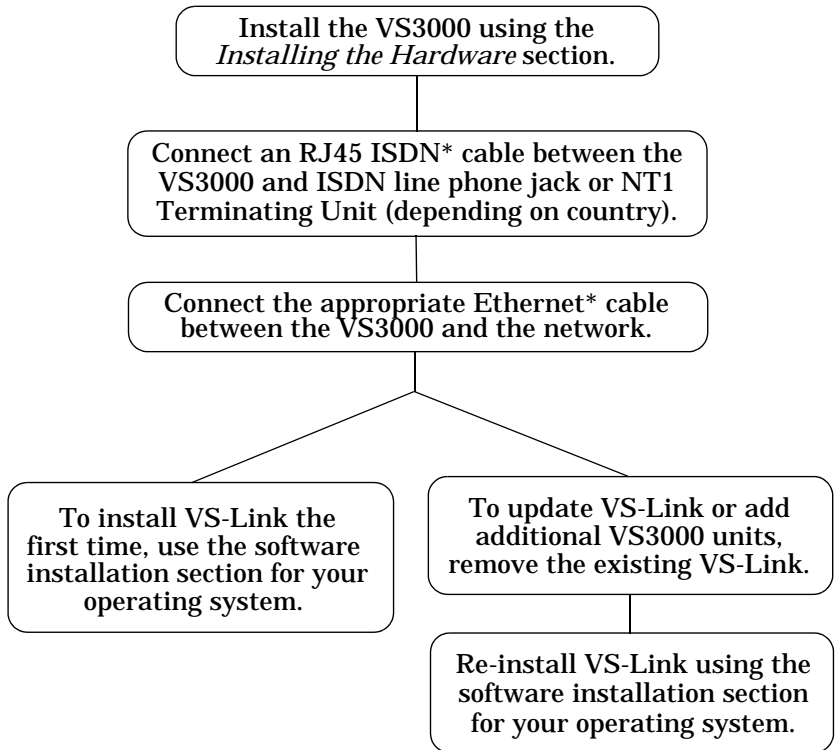 Install the VS3000 using the
Installing the Hardware section.
Connect an RJ45 ISDN* cable between the
VS3000 and ISDN line phone jack or NT1
Terminating Unit (depending on country).
Connect the appropriate Ethernet* cable
between the VS3000 and the network.
To install VS-Link the
first time, use the software
installation section for your
operating system.
To update VS-Link or add
additional VS3000 units,
remove the existing VS-Link.
Re-install VS-Link using the
software installation section
for your operating system.